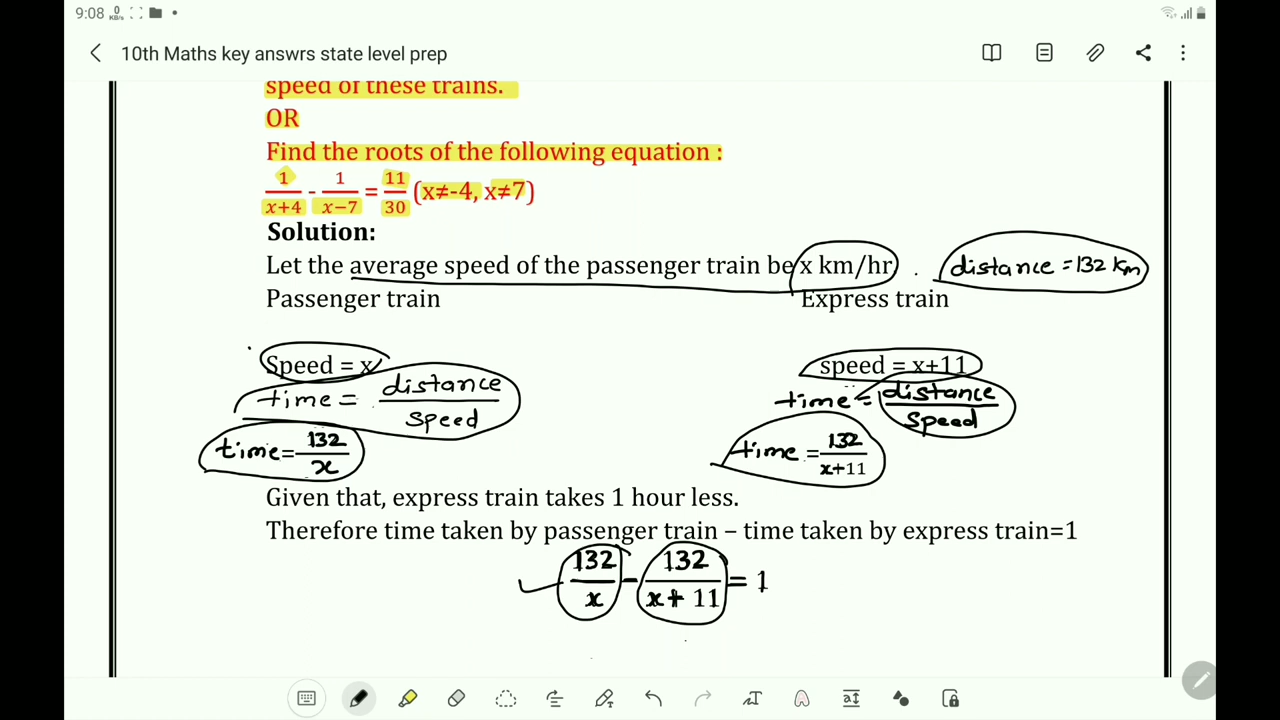 9:08 0 KB/s
10th Maths key answrs state level prep
speed of these trains.
OR
Find the roots of the following equation :
1/x+4 - 1/x−7 = 11/30 (x≠-4, x≠7)
Solution:
Let the average speed of the passenger train be x km/hr . distance = 132 km
Passenger train Express train
Speed = x speed = x+11
time = distance/speed time = distance/speed
time = 132/x time = 132/x+11
Given that, express train takes 1 hour less.
Therefore time taken by passenger train – time taken by express train=1
132/x - 132/x+ 11 = 1